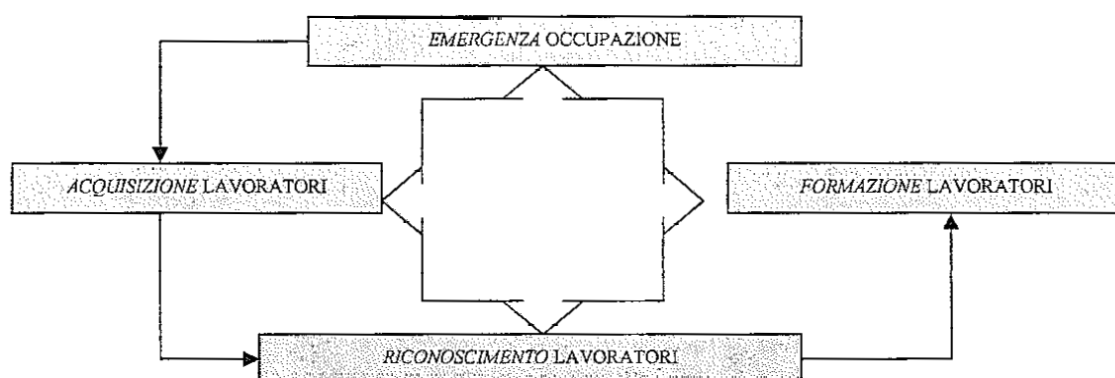 EMERGENZA OCCUPAZIONE
ACQUISIZIONE LAVORATORI
FORMAZIONE LAVORATORI
RICONOSCIMENTO LAVORATORI